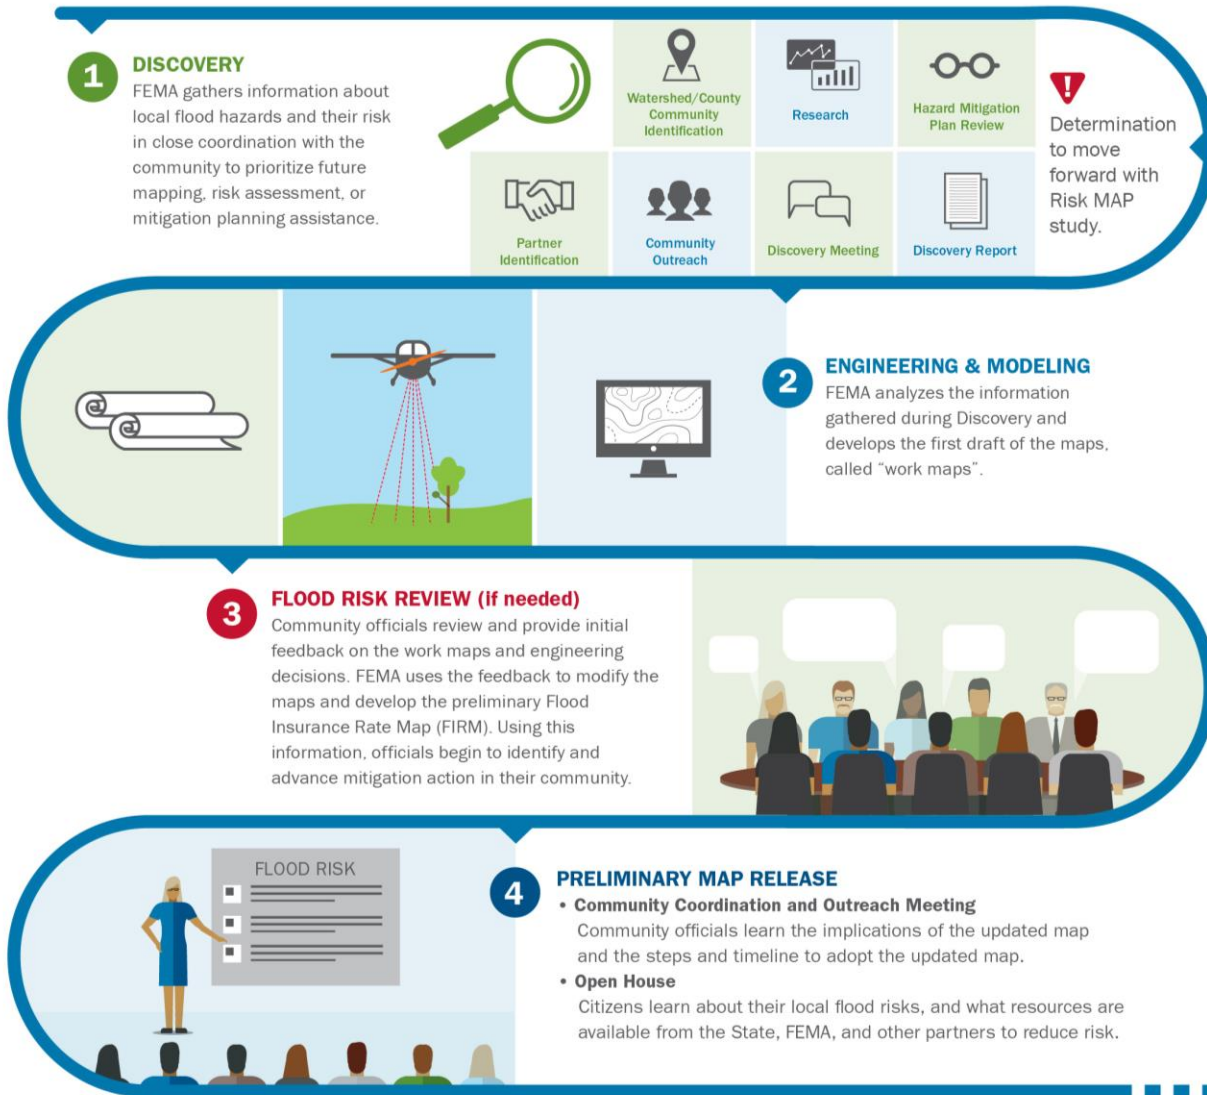 1
DISCOVERY
FEMA gathers information about
local flood hazards and their risk
in close coordination with the
community to prioritize future
mapping, risk assessment, or
mitigation planning assistance.
Watershed/County
Community
Identification
Research
Hazard Mitigation
Plan Review
Partner
Identification
Community
Outreach
Discovery Meeting
Discovery Report
!
Determination
to move
forward with
Risk MAP
study.
2
ENGINEERING & MODELING
FEMA analyzes the information
gathered during Discovery and
develops the first draft of the maps,
called “work maps”.
3
FLOOD RISK REVIEW (if needed)
Community officials review and provide initial
feedback on the work maps and engineering
decisions. FEMA uses the feedback to modify the
maps and develop the preliminary Flood
Insurance Rate Map (FIRM). Using this
information, officials begin to identify and
advance mitigation action in their community.
FLOOD RISK
4
PRELIMINARY MAP RELEASE
• Community Coordination and Outreach Meeting
Community officials learn the implications of the updated map
and the steps and timeline to adopt the updated map.
• Open House
Citizens learn about their local flood risks, and what resources are
available from the State, FEMA, and other partners to reduce risk.